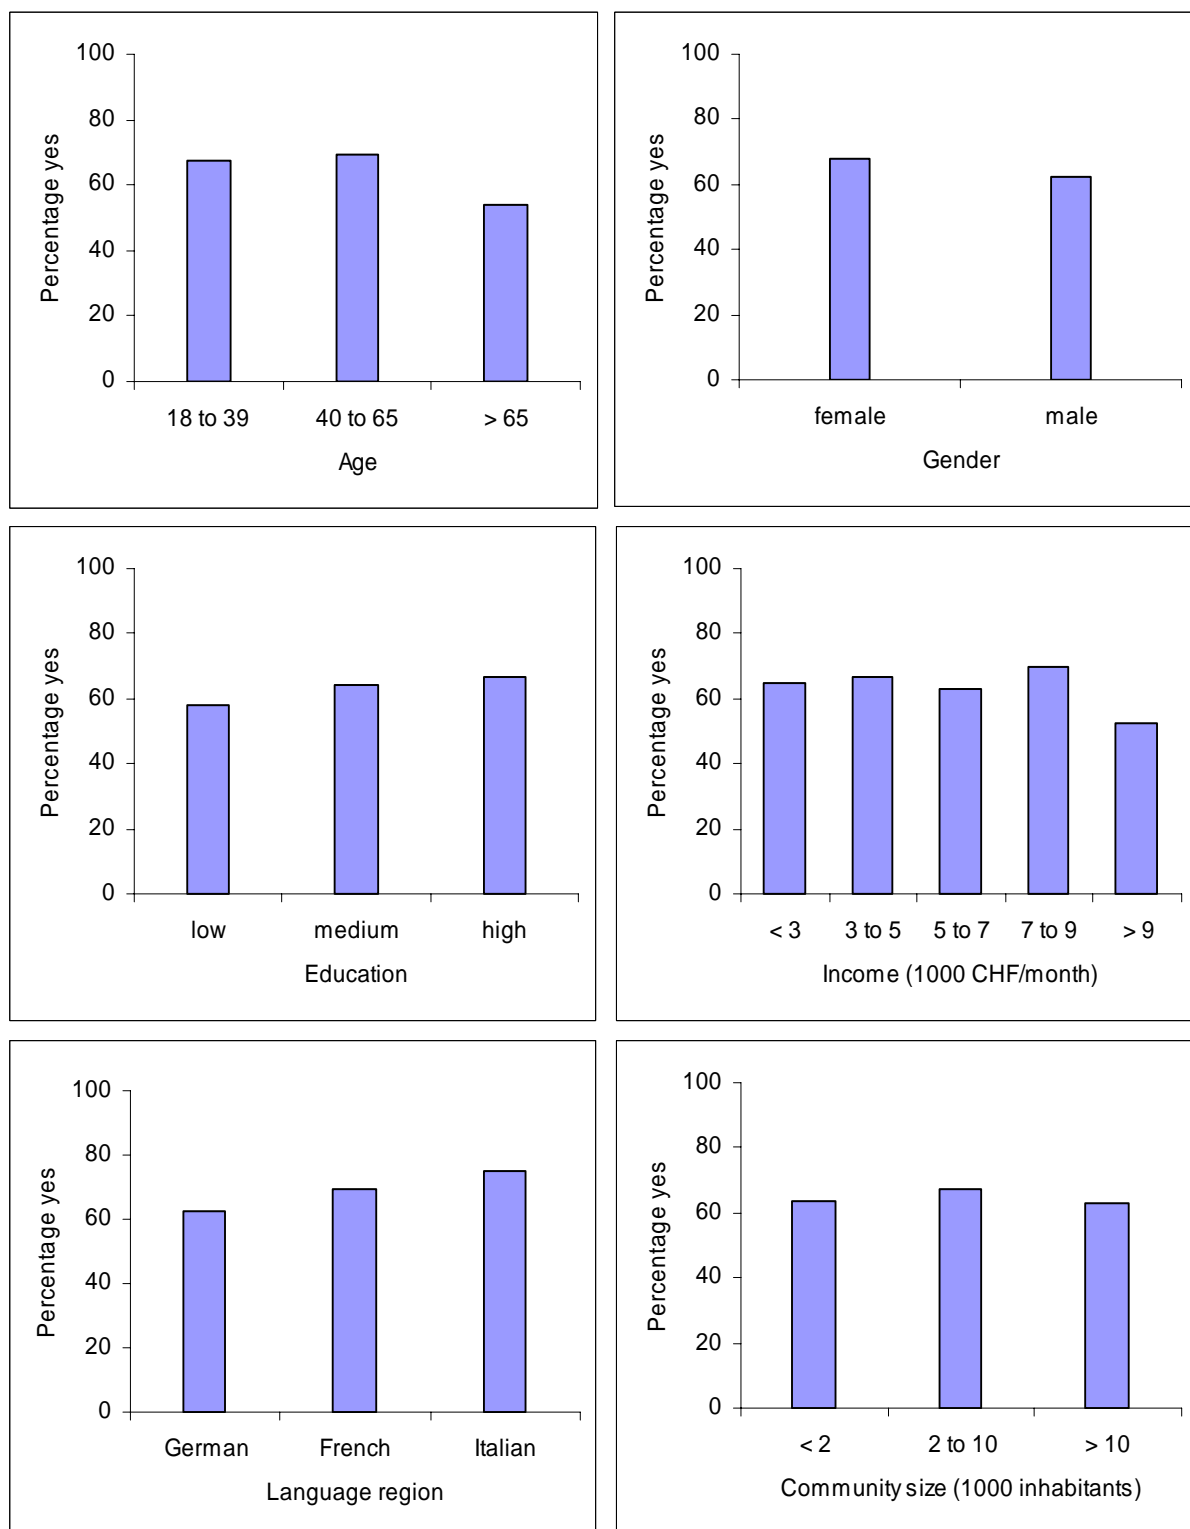 100
80
60
40
20
0
Percentage yes
18 to 39 40 to 65 > 65
Age
100
80
60
40
20
0
Percentage yes
female male
Gender
100
80
60
40
20
0
Percentage yes
low medium high
Education
100
80
60
40
20
0
Percentage yes
< 3 3 to 5 5 to 7 7 to 9 > 9
Income (1000 CHF/month)
100
80
60
40
20
0
Percentage yes
German French Italian
Language region
100
80
60
40
20
0
Percentage yes
< 2 2 to 10 > 10
Community size (1000 inhabitants)